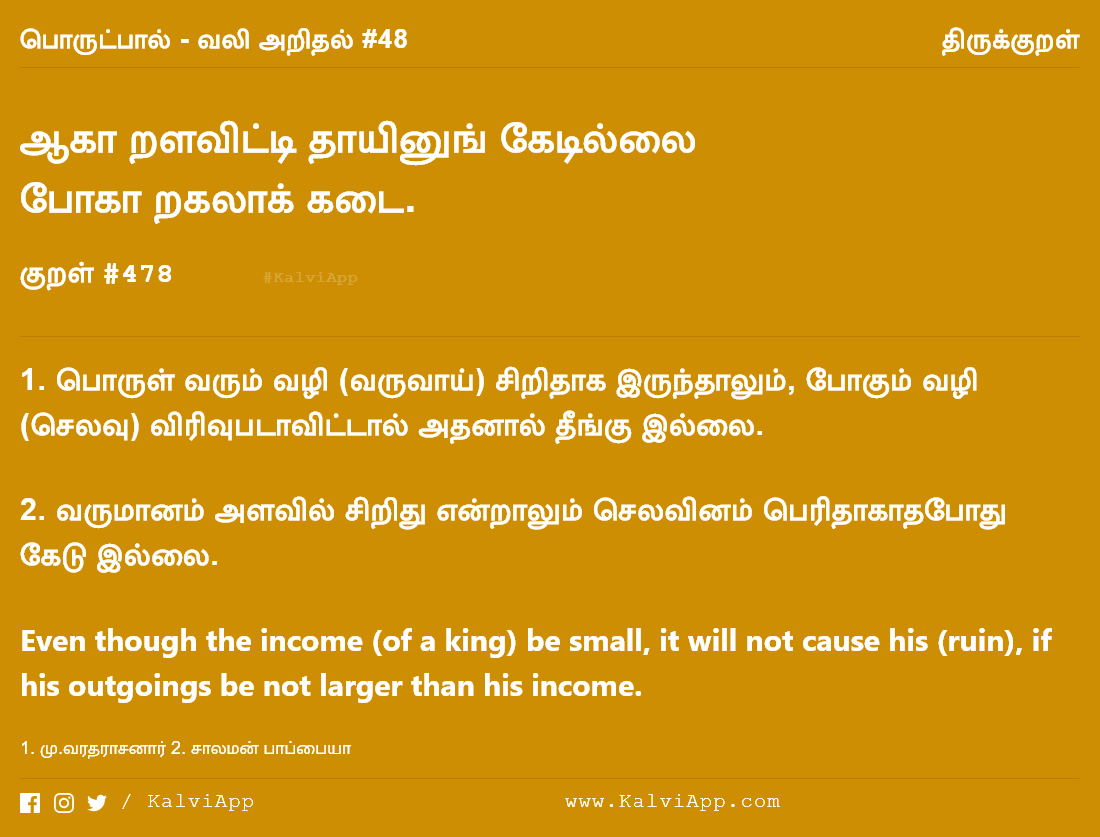 பொருட்பால் - வலி அறிதல் #48
திருக்குறள்
ஆகா றளவிட்டி தாயினுங் கேடில்லை
போகா றகலாக் கடை.
குறள் #478
#KalviApp
1. பொருள் வரும் வழி (வருவாய்) சிறிதாக இருந்தாலும், போகும் வழி
(செலவு) விரிவுபடாவிட்டால் அதனால் தீங்கு இல்லை.
2. வருமானம் அளவில் சிறிது என்றாலும் செலவினம் பெரிதாகாதபோது
கேடு இல்லை.
Even though the income (of a king) be small, it will not cause his (ruin), if
his outgoings be not larger than his income.
1. மு.வரதராசனார் 2. சாலமன் பாப்பையா
/ KalviApp
www.KalviApp.com